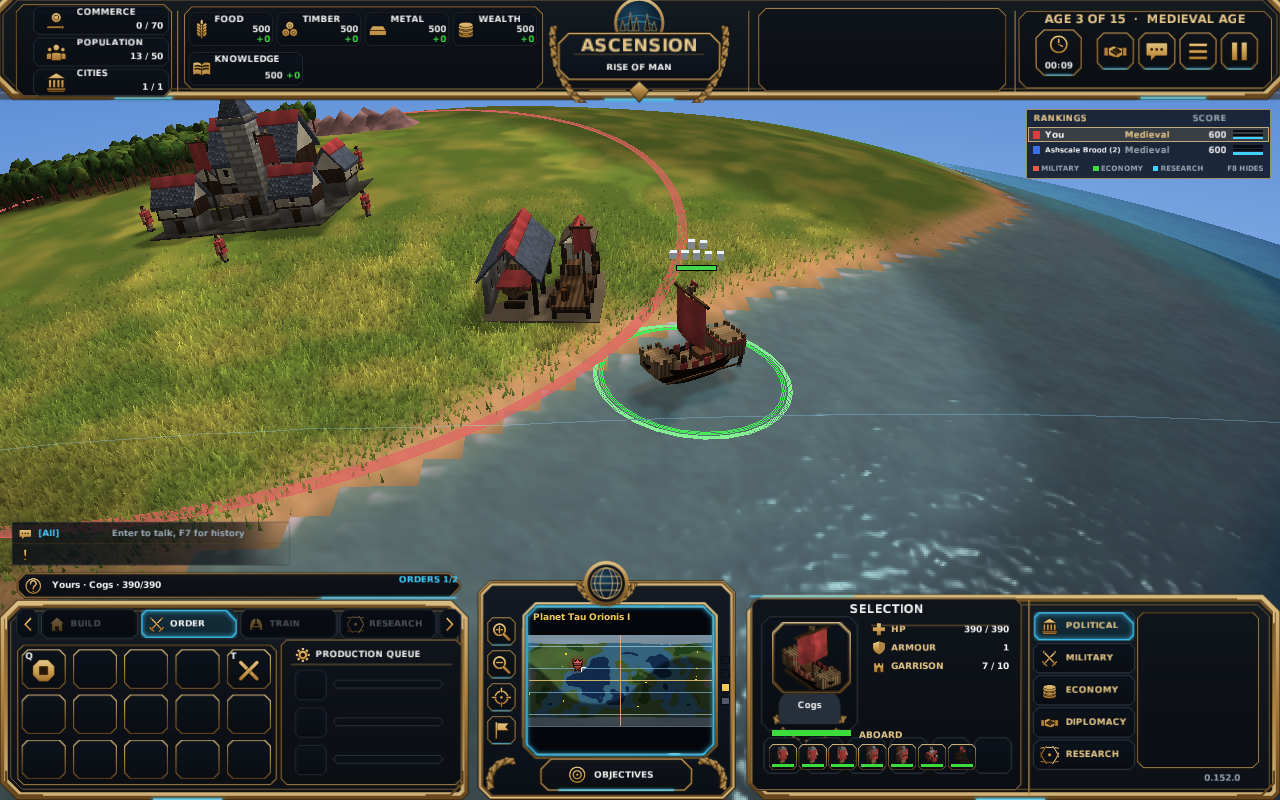 COMMERCE
0 / 70
POPULATION
13 / 50
CITIES
1 / 1
FOOD
500
+0
TIMBER
500
+0
METAL
500
+0
WEALTH
500
+0
KNOWLEDGE
500 +0
ASCENSION
RISE OF MAN
AGE 3 OF 15 · MEDIEVAL AGE
00:09
RANKINGS SCORE
You Medieval 600
Ashscale Brood (2) Medieval 600
MILITARY ECONOMY RESEARCH F8 HIDES
[All] Enter to talk, F7 for history
!
Yours · Cogs · 390/390
ORDERS 1/2
BUILD ORDER TRAIN RESEARCH
Q
T
PRODUCTION QUEUE
Planet Tau Orionis I
OBJECTIVES
SELECTION
HP 390 / 390
ARMOUR 1
GARRISON 7 / 10
Cogs
ABOARD
POLITICAL
MILITARY
ECONOMY
DIPLOMACY
RESEARCH
0.152.0